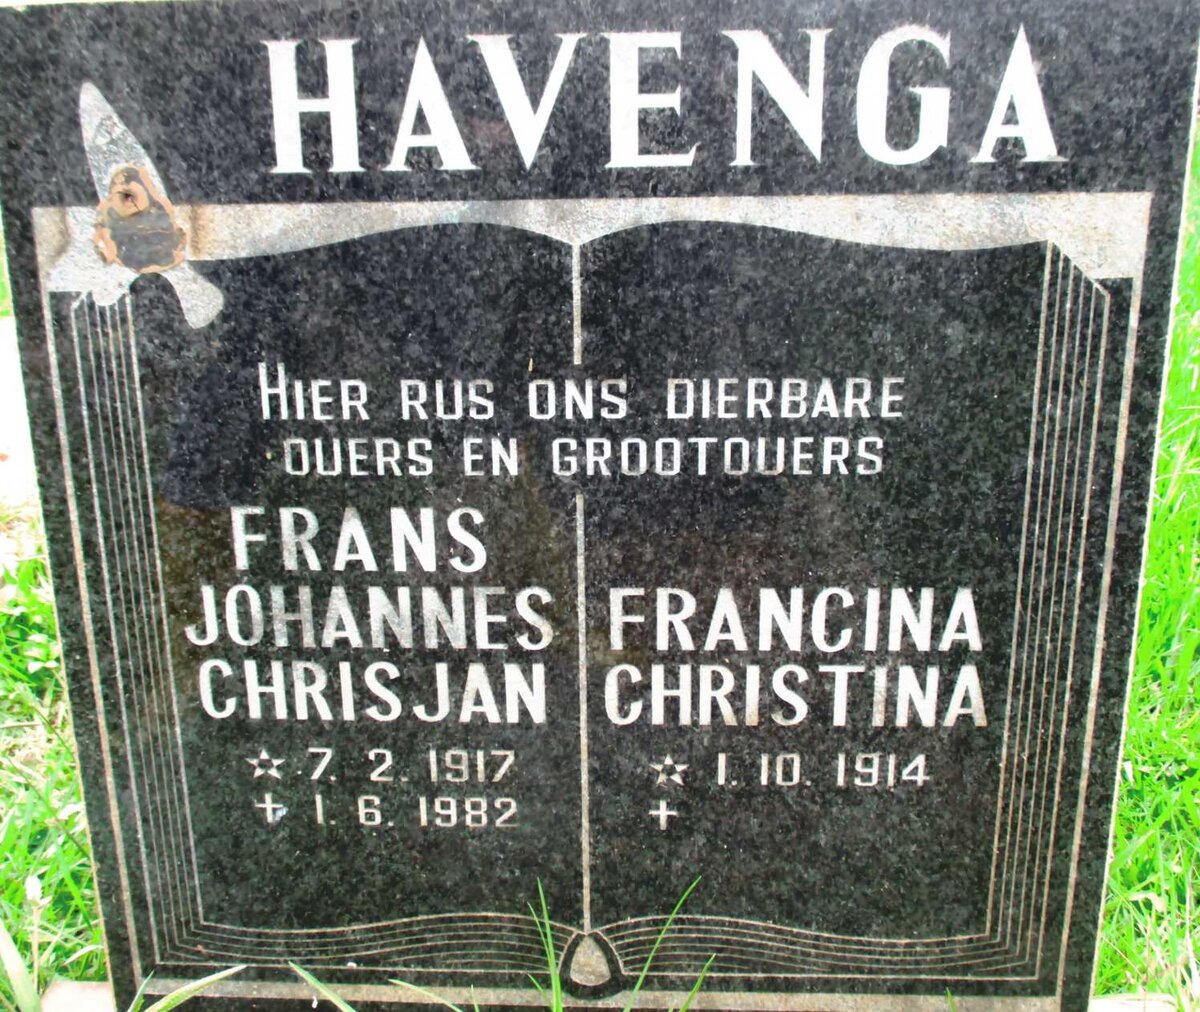 HAVENGA
HIER RUS ONS DIERBARE
OUERS EN GROOTOUERS
FRANS
JOHANNES
CHRISJAN
☆ 7. 2. 1917
✝ 1. 6. 1982
FRANCINA
CHRISTINA
☆ 1. 10. 1914
✝